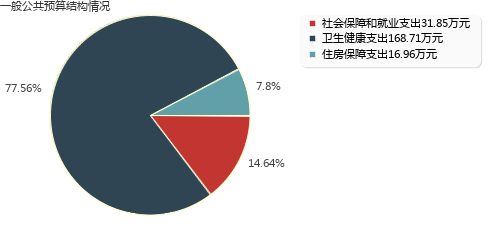 一般公共预算结构情况
社会保障和就业支出31.85万元
卫生健康支出168.71万元
住房保障支出16.96万元
77.56%
7.8%
14.64%